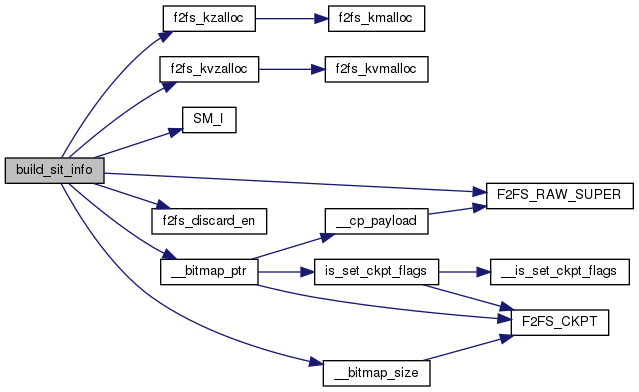 f2fs_kzalloc
f2fs_kmalloc
f2fs_kvzalloc
f2fs_kvmalloc
SM_I
build_sit_info
F2FS_RAW_SUPER
f2fs_discard_en
__cp_payload
__bitmap_ptr
is_set_ckpt_flags
__is_set_ckpt_flags
F2FS_CKPT
__bitmap_size